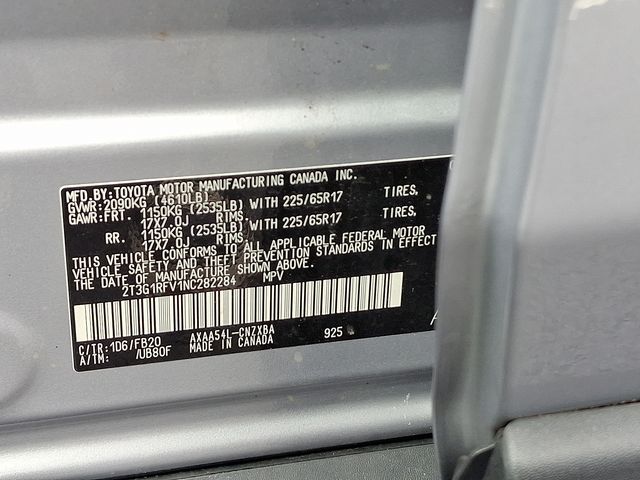 MFD.BY:TOYOTA MOTOR MANUFACTURING CANADA INC.
GVWR:2090KG (4610LB)
GAWR:FRT. 1150KG (2535LB) WITH 225/65R17 TIRES,
17X7.0J RIMS.
RR. 1150KG (2535LB) WITH 225/65R17 TIRES,
17X7.0J RIMS.
THIS VEHICLE CONFORMS TO ALL APPLICABLE FEDERAL MOTOR
VEHICLE SAFETY AND THEFT PREVENTION STANDARDS IN EFFECT
THE DATE OF MANUFACTURE SHOWN ABOVE.
2T3G1RFV1NC282284 MPV
C/TR:1D6/FB20 AXAA54L-CNZXBA 925
A/TM: /UB80F MADE IN CANADA